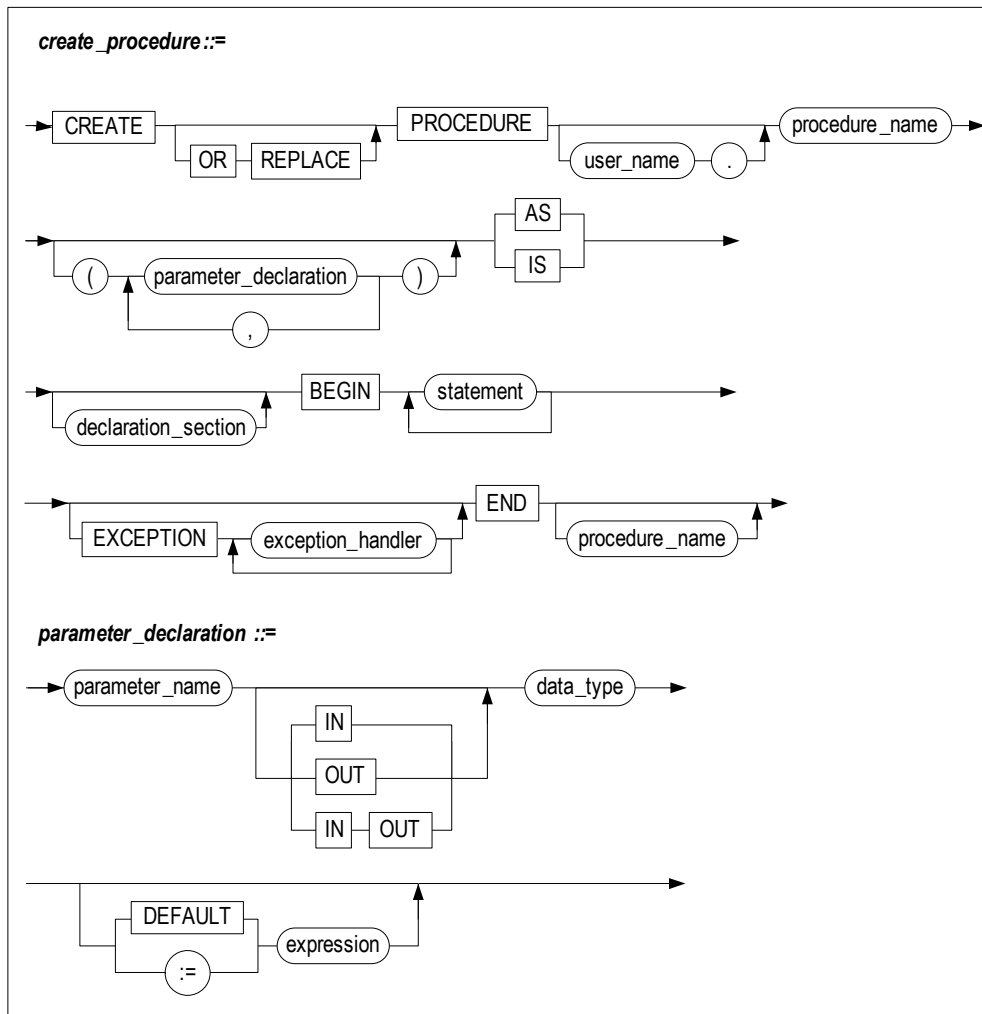 create_procedure::=
CREATE PROCEDURE procedure_name
OR REPLACE user_name .
AS
( parameter_declaration ) IS
,
BEGIN statement
declaration_section
END
EXCEPTION exception_handler procedure_name
parameter_declaration ::=
parameter_name data_type
IN
OUT
IN OUT
DEFAULT
expression
:=